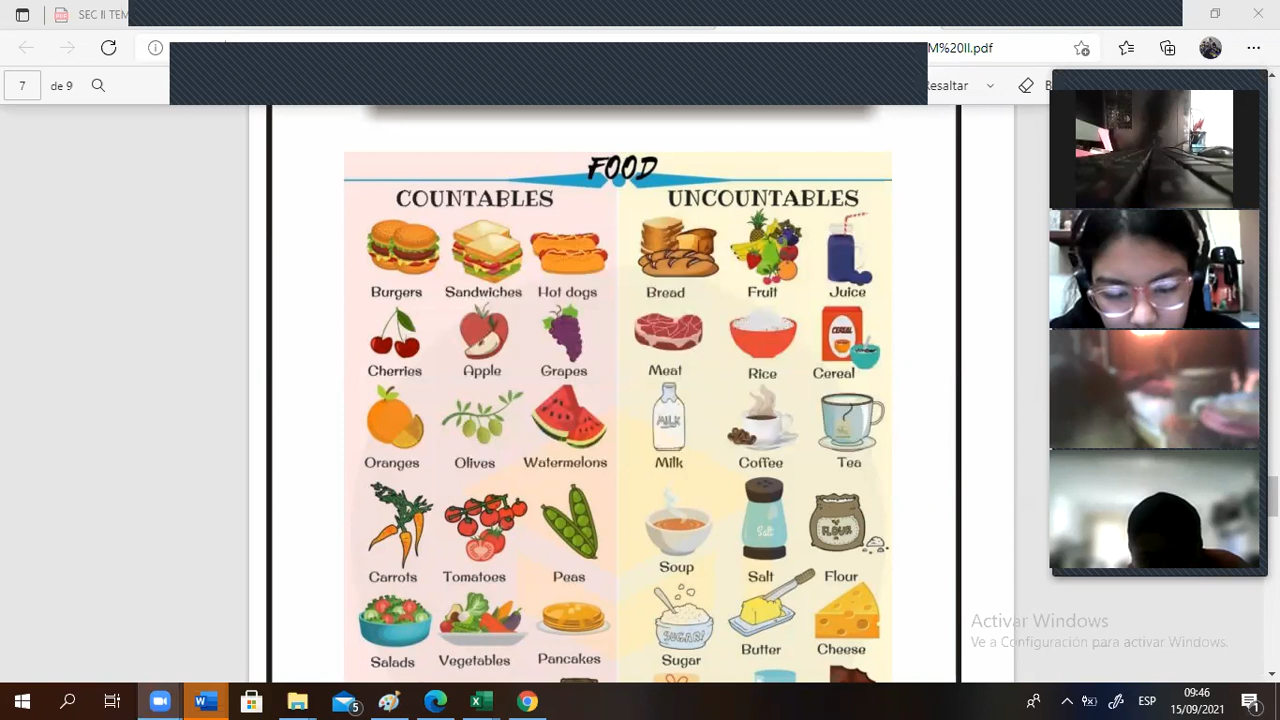 SEC II TEM
M%20II.pdf
7 de 9
Resaltar
FOOD
COUNTABLES UNCOUNTABLES
Burgers Sandwiches Hot dogs Bread Fruit Juice
CEREAL
Cherries Apple Grapes Meat Rice Cereal
MILK
Oranges Olives Watermelons Milk Coffee Tea
Salt FLOUR
Carrots Tomatoes Peas Soup Salt Flour
SUGAR!
Salads Vegetables Pancakes Sugar Butter Cheese
Activar Windows
Ve a Configuración para activar Windows.
5
ESP
09:46
15/09/2021
1